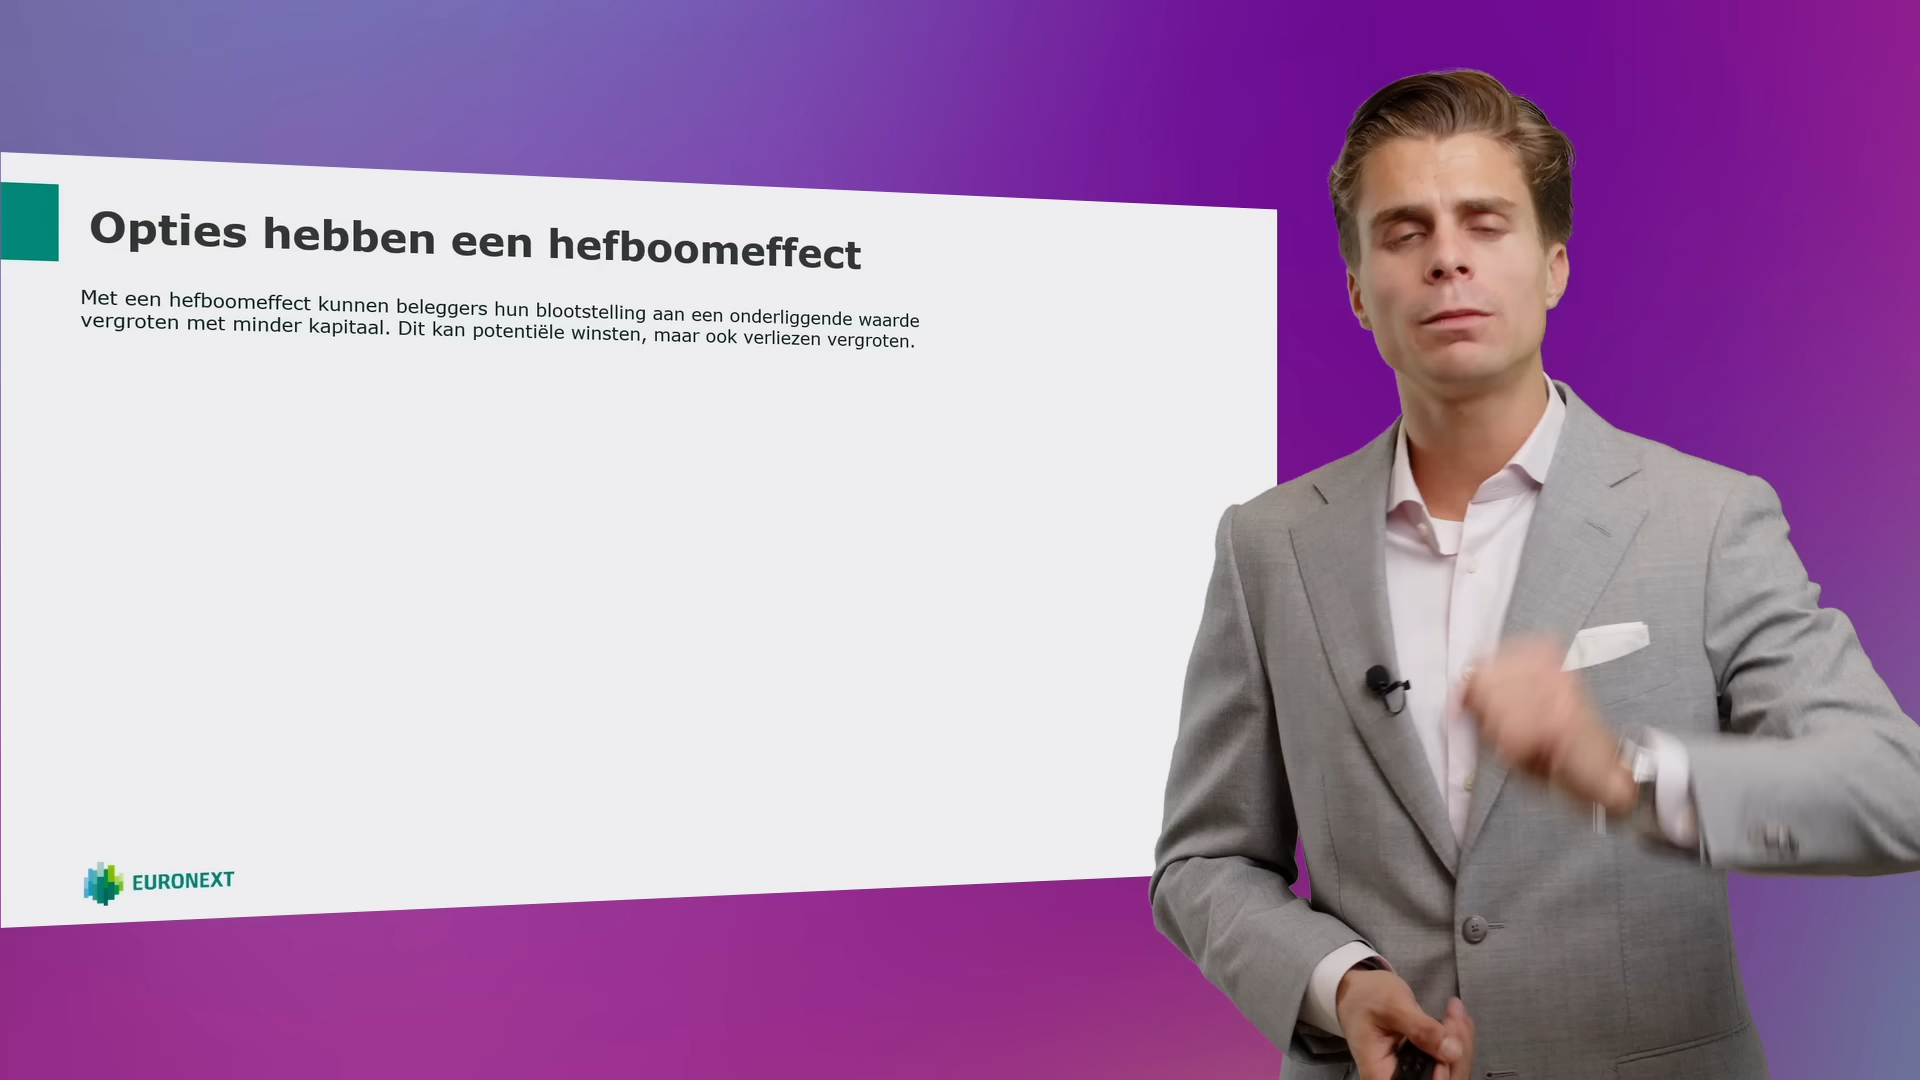 Opties hebben een hefboomeffect
Met een hefboomeffect kunnen beleggers hun blootstelling aan een onderliggende waarde
vergroten met minder kapitaal. Dit kan potentiële winsten, maar ook verliezen vergroten.
EURONEXT